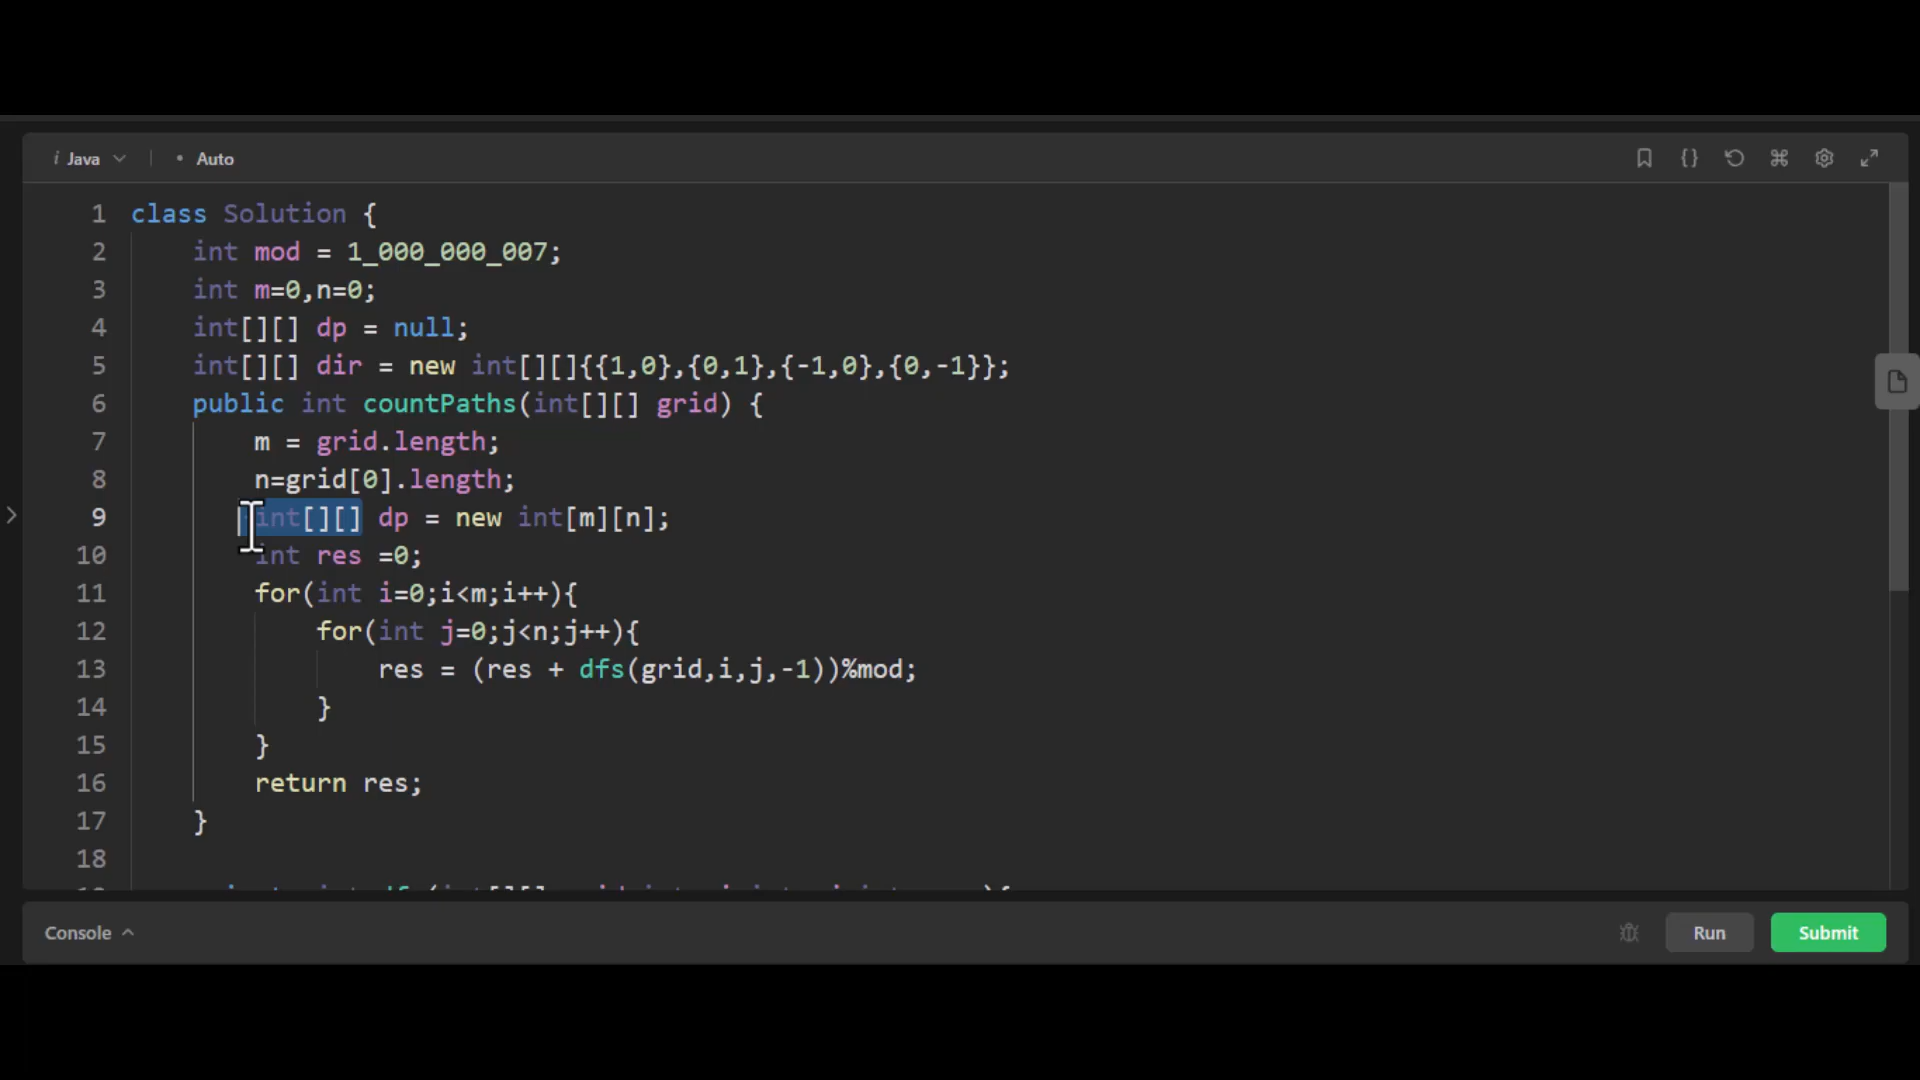 i Java • Auto {}
1 class Solution {
2 int mod = 1_000_000_007;
3 int m=0,n=0;
4 int[][] dp = null;
5 int[][] dir = new int[][]{{1,0},{0,1},{-1,0},{0,-1}};
6 public int countPaths(int[][] grid) {
7 m = grid.length;
8 n=grid[0].length;
9 int[][] dp = new int[m][n];
10 int res =0;
11 for(int i=0;i<m;i++){
12 for(int j=0;j<n;j++){
13 res = (res + dfs(grid,i,j,-1))%mod;
14 }
15 }
16 return res;
17 }
18
Console Run Submit